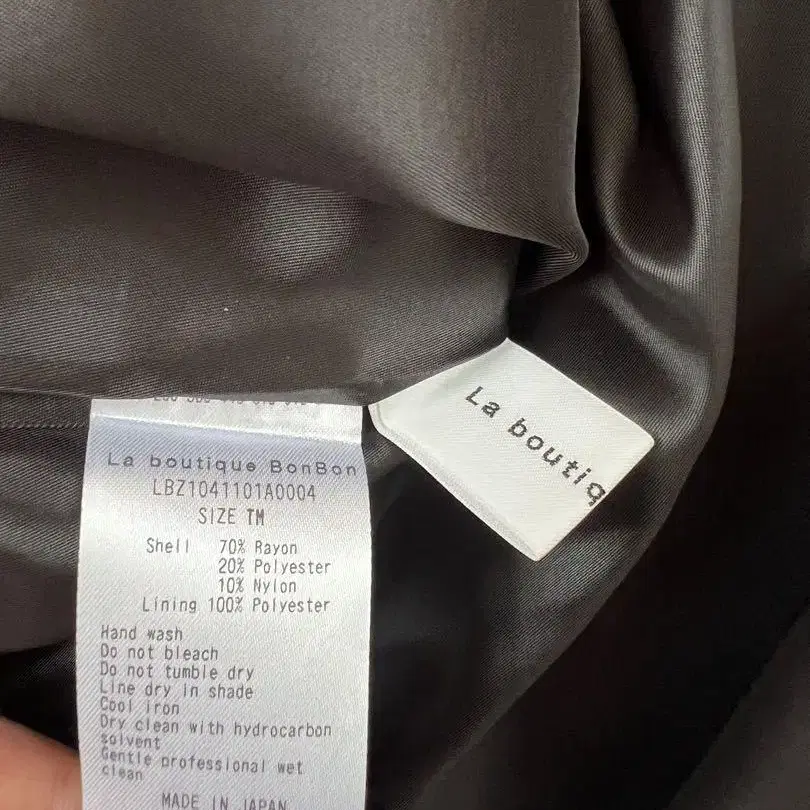 La boutique BonBon
LBZ1041101A0004
SIZE TM
Shell 70% Rayon
20% Polyester
10% Nylon
Lining 100% Polyester
Hand wash
Do not bleach
Do not tumble dry
Line dry in shade
Cool iron
Dry clean with hydrocarbon
solvent
Gentle professional wet
clean
MADE IN JAPAN
La boutiq